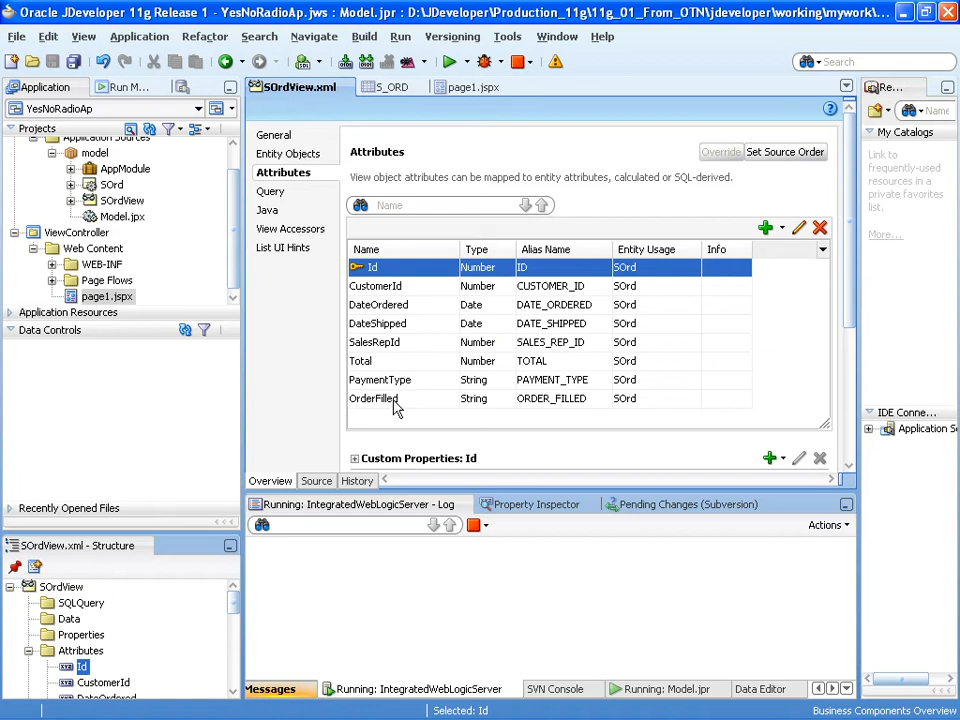 Oracle JDeveloper 11g Release 1 - YesNoRadioAp.jws : Model.jpr : D:\JDeveloper\Production_11g\11g_01_From_OTN\jdeveloper\working\mywork\...
File Edit View Application Refactor Search Navigate Build Run Versioning Tools Window Help
Search
Application Run M...
SOrdView.xml S_ORD page1.jspx
Re...
YesNoRadioAp
Name
Projects
My Catalogs
Application Sources
model
AppModule
SOrd
SOrdView
Model.jpx
ViewController
Web Content
WEB-INF
Page Flows
page1.jspx
Application Resources
Data Controls
Recently Opened Files
General
Entity Objects
Attributes
Query
Java
View Accessors
List UI Hints
Attributes
Override Set Source Order
View object attributes can be mapped to entity attributes, calculated or SQL-derived.
Name
Name Type Alias Name Entity Usage Info
Id Number ID SOrd
CustomerId Number CUSTOMER_ID SOrd
DateOrdered Date DATE_ORDERED SOrd
DateShipped Date DATE_SHIPPED SOrd
SalesRepId Number SALES_REP_ID SOrd
Total Number TOTAL SOrd
PaymentType String PAYMENT_TYPE SOrd
OrderFilled String ORDER_FILLED SOrd
Custom Properties: Id
Overview Source History
Link to
frequently-used
resources in a
private favorites
list.
More...
IDE Conne...
Application S
Running: IntegratedWebLogicServer - Log Property Inspector Pending Changes (Subversion)
Actions
SOrdView.xml - Structure
SOrdView
SQLQuery
Data
Properties
Attributes
Id
CustomerId
DateOrdered
Messages Running: IntegratedWebLogicServer SVN Console Running: Model.jpr Data Editor
Selected: Id
Business Components Overview